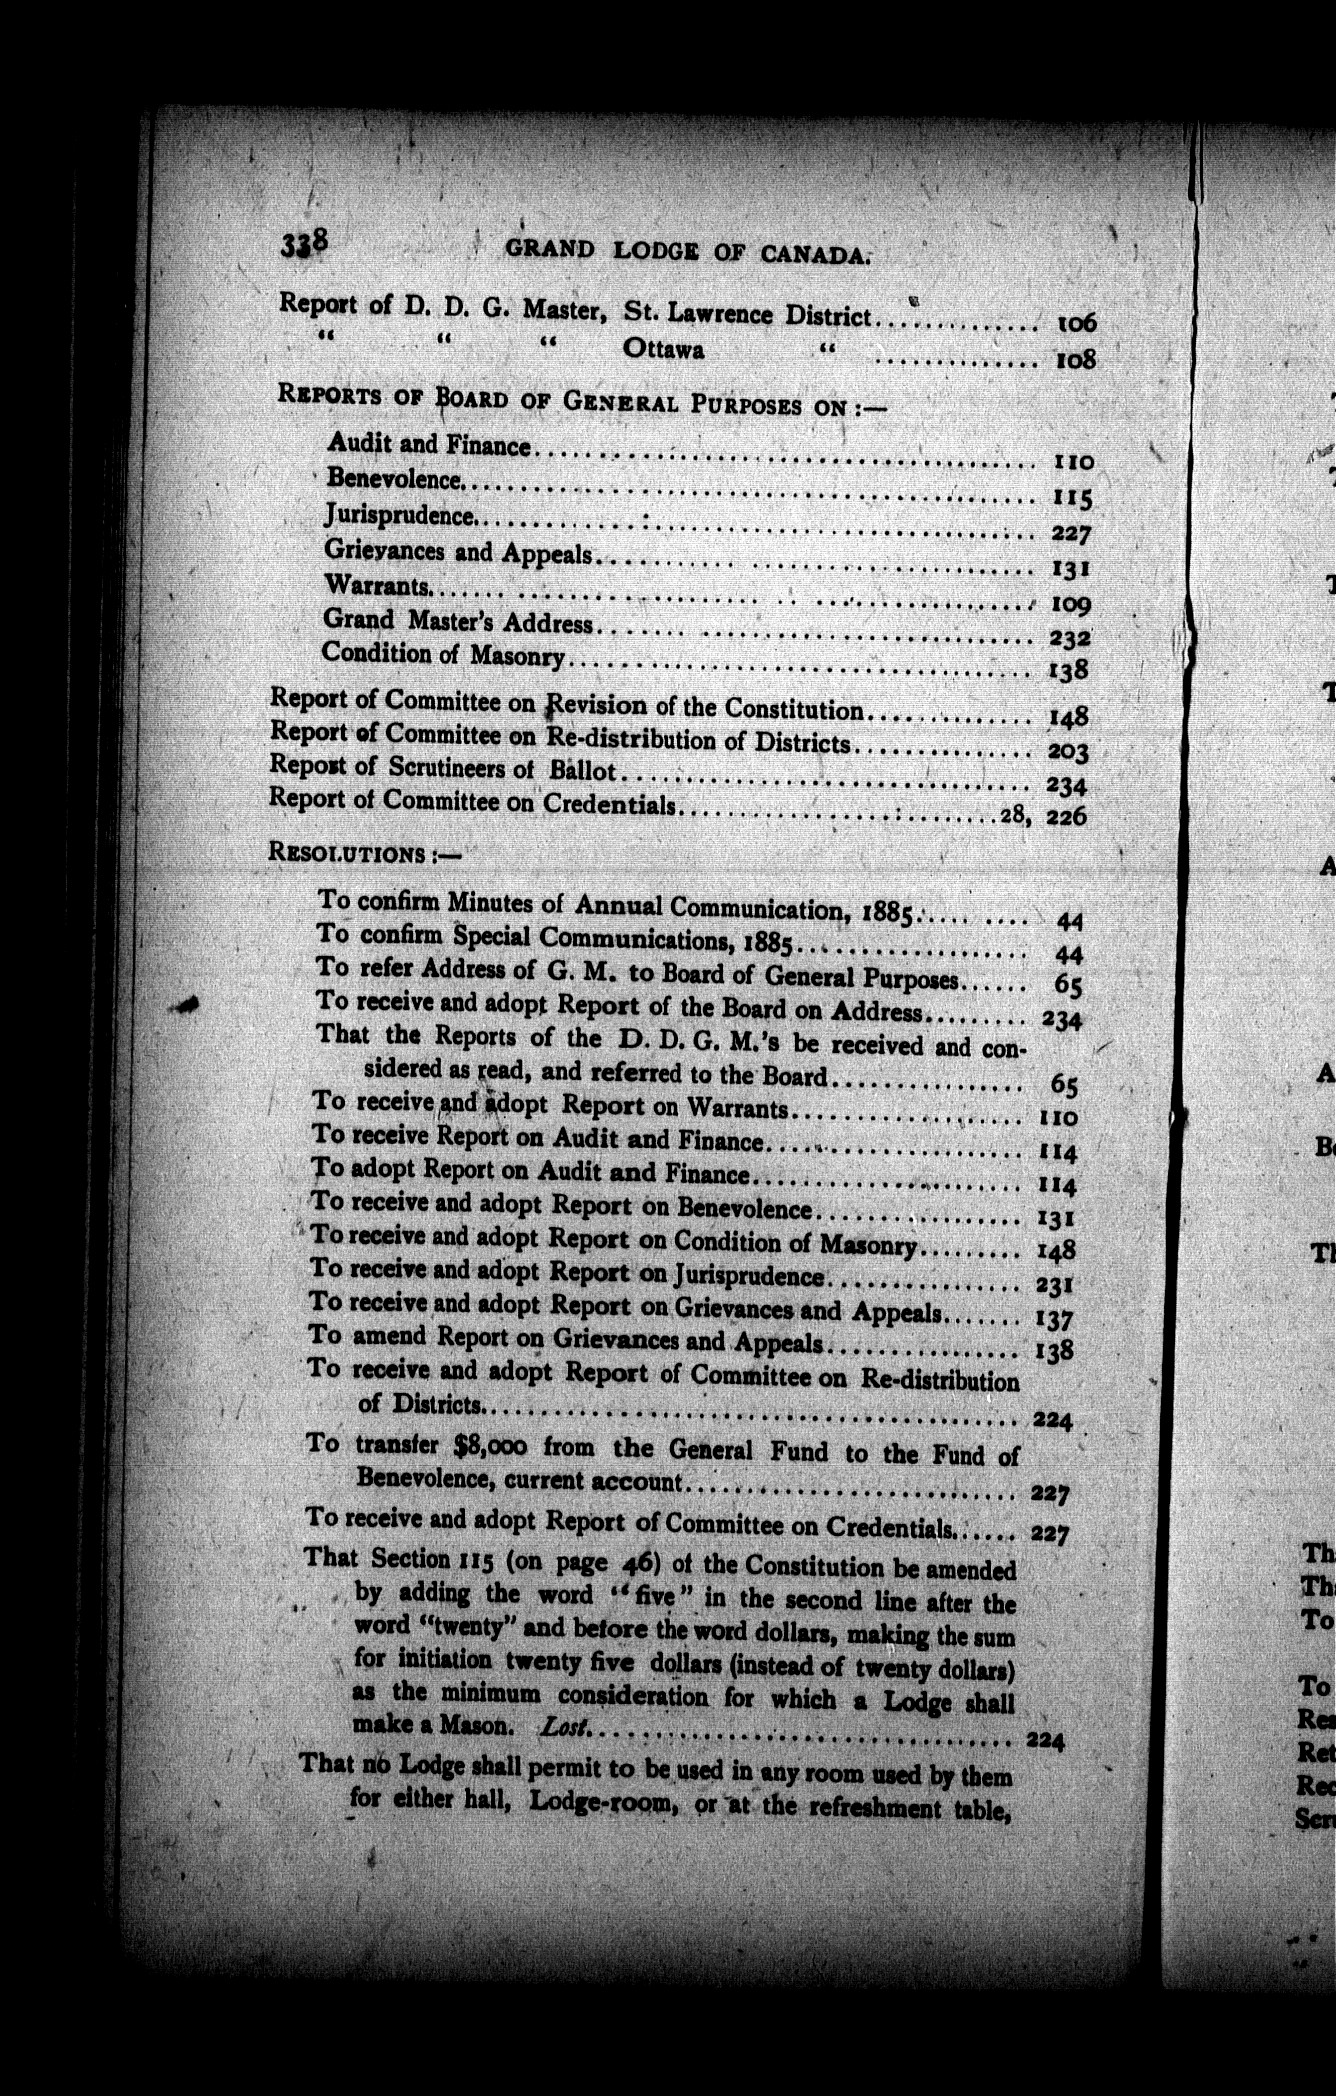 338 GRAND LODGE OF CANADA.
Report of D. D. G. Master, St. Lawrence District.............. 106
“ “ “ Ottawa “ .............. 108
REPORTS OF BOARD OF GENERAL PURPOSES ON :—
Audit and Finance.......................................... 110
Benevolence................................................ 115
Jurisprudence.............................................. 227
Grievances and Appeals..................................... 131
Warrants................................................... 109
Grand Master's Address..................................... 232
Condition of Masonry....................................... 138
Report of Committee on Revision of the Constitution.............. 148
Report of Committee on Re-distribution of Districts............... 203
Report of Scrutineers of Ballot................................... 234
Report of Committee on Credentials..........................28, 226
RESOLUTIONS :—
To confirm Minutes of Annual Communication, 1885.......... 44
To confirm Special Communications, 1885................... 44
To refer Address of G. M. to Board of General Purposes...... 65
To receive and adopt Report of the Board on Address......... 234
That the Reports of the D. D. G. M.'s be received and con-
sidered as read, and referred to the Board................ 65
To receive and adopt Report on Warrants.................... 110
To receive Report on Audit and Finance...................... 114
To adopt Report on Audit and Finance....................... 114
To receive and adopt Report on Benevolence.................. 131
To receive and adopt Report on Condition of Masonry......... 148
To receive and adopt Report on Jurisprudence................ 231
To receive and adopt Report on Grievances and Appeals....... 137
To amend Report on Grievances and Appeals................ 138
To receive and adopt Report of Committee on Re-distribution
of Districts............................................. 224
To transfer $8,000 from the General Fund to the Fund of
Benevolence, current account............................ 227
To receive and adopt Report of Committee on Credentials...... 227
That Section 115 (on page 46) of the Constitution be amended
by adding the word “five” in the second line after the
word “twenty” and before the word dollars, making the sum
for initiation twenty five dollars (instead of twenty dollars)
as the minimum consideration for which a Lodge shall
make a Mason. Lost..................................... 224
That no Lodge shall permit to be used in any room used by them
for either hall, Lodge-room, or at the refreshment table,
T
A
A
Th
Th
To
To
Ret
Rec